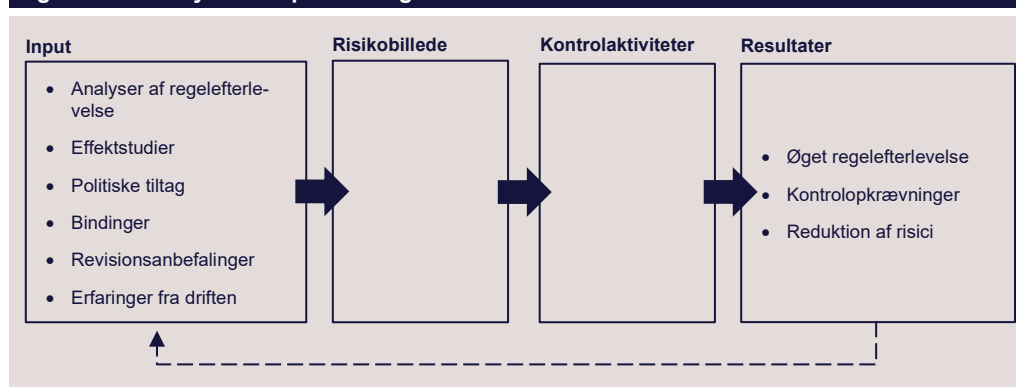 Input
Risikobillede
Kontrolaktiviteter
Resultater
• Analyser af regelefterle-
velse
• Effektstudier
• Politiske tiltag
• Bindinger
• Revisionsanbefalinger
• Erfaringer fra driften
• Øget regelefterlevelse
• Kontrolopkrævninger
• Reduktion af risici